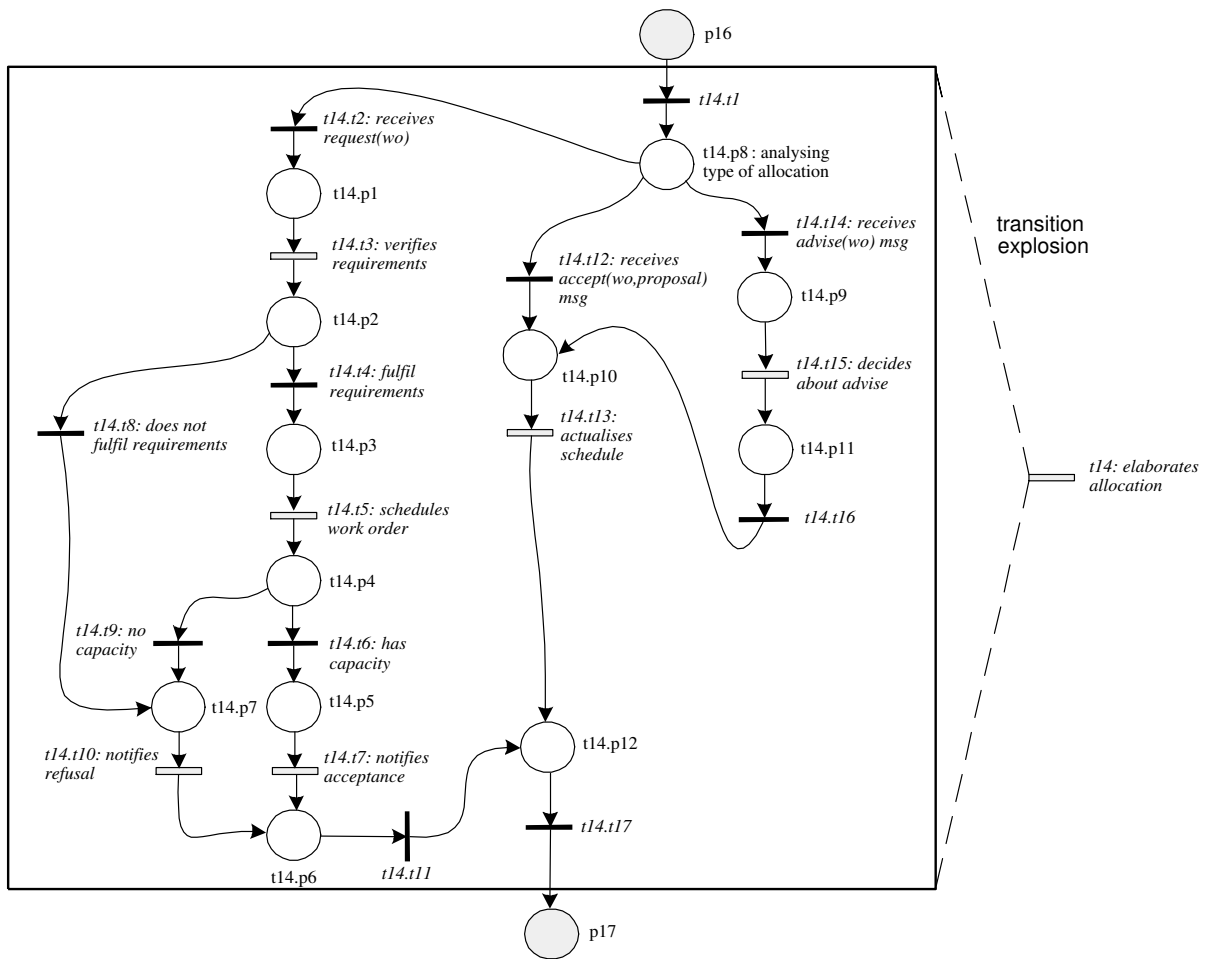 p16
t14.t1
t14.t2: receives
request(wo)
t14.p8 : analysing
type of allocation
t14.p1
t14.t14: receives
advise(wo) msg
transition
explosion
t14.t3: verifies
requirements
t14.t12: receives
accept(wo,proposal)
msg
t14.p9
t14.p2
t14.t4: fulfil
requirements
t14.p10
t14.t15: decides
about advise
t14.t8: does not
fulfil requirements
t14.t13:
actualises
schedule
t14.p3
t14.p11
t14: elaborates
allocation
t14.t5: schedules
work order
t14.t16
t14.p4
t14.t9: no
capacity
t14.t6: has
capacity
t14.p7
t14.p5
t14.p12
t14.t10: notifies
refusal
t14.t7: notifies
acceptance
t14.t17
t14.p6
t14.t11
p17